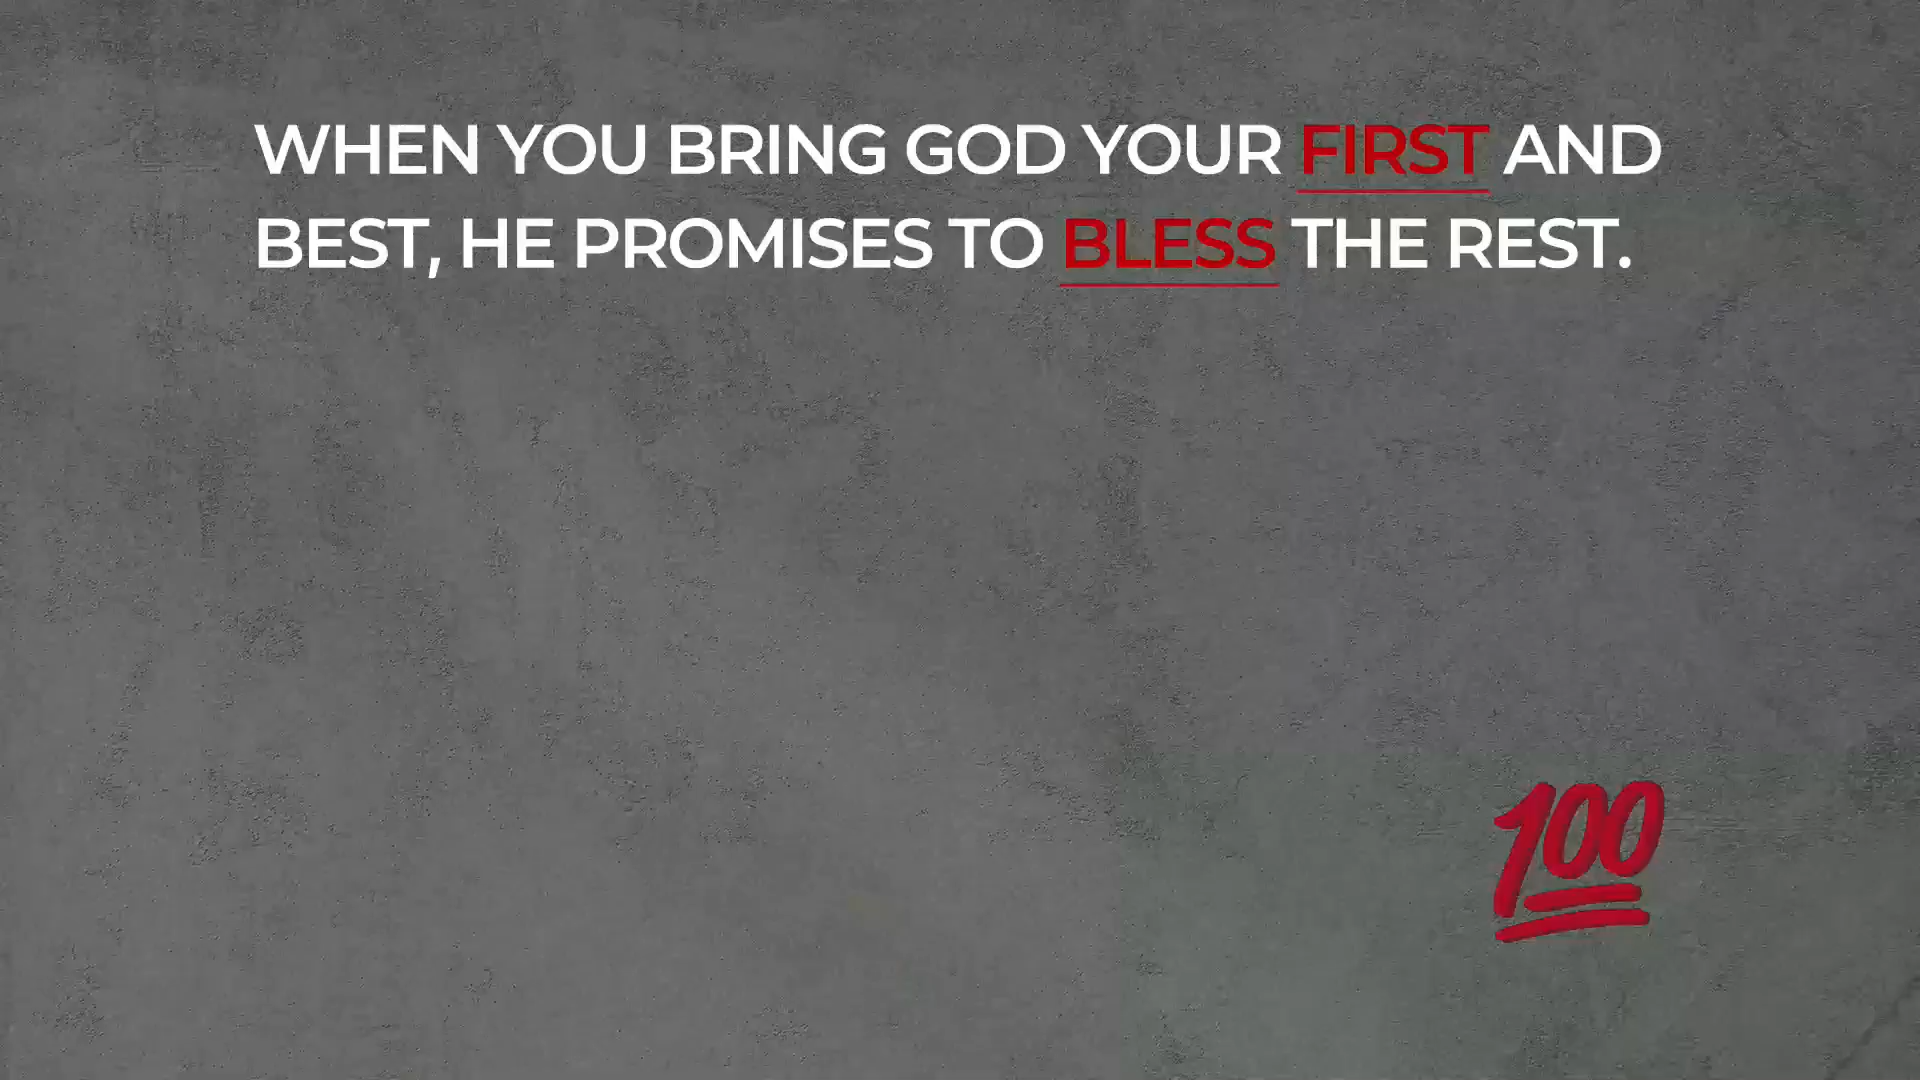 WHEN YOU BRING GOD YOUR FIRST AND
BEST, HE PROMISES TO BLESS THE REST.
100